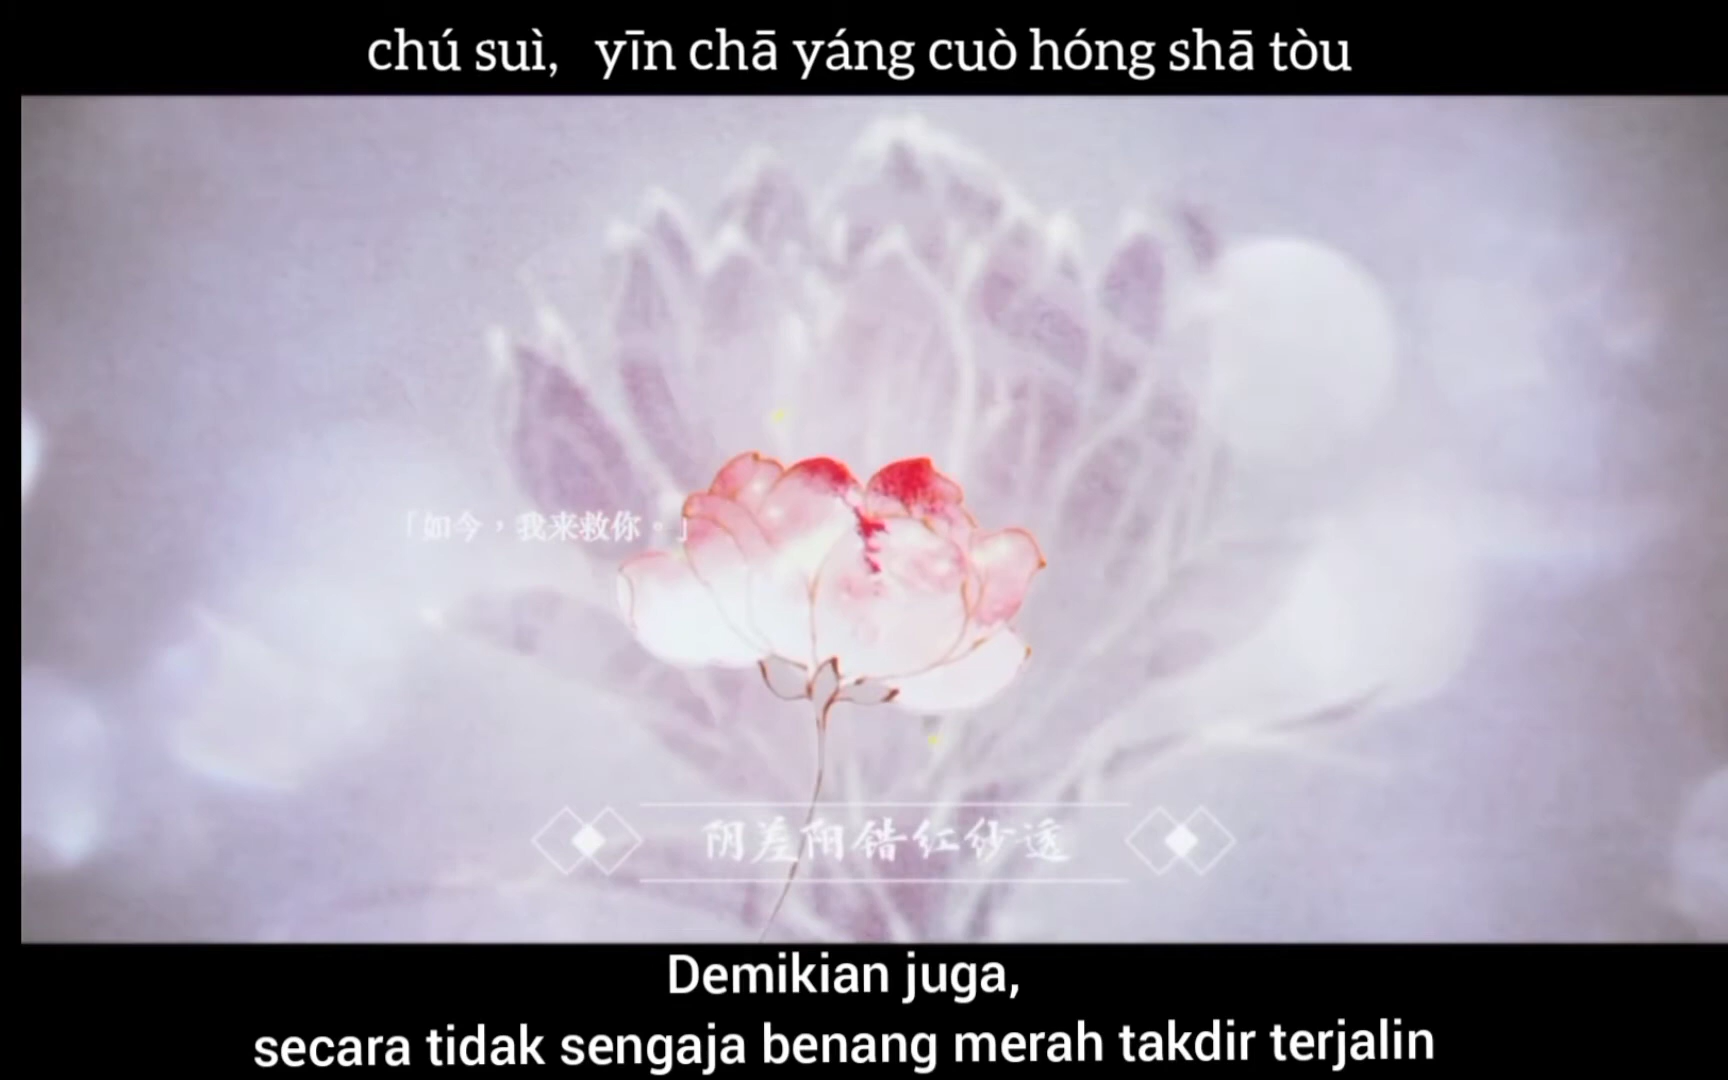 chú suì, yīn chā yáng cuò hóng shā tòu
「如今，我来救你。」
阴差阳错红纱透
Demikian juga,
secara tidak sengaja benang merah takdir terjalin